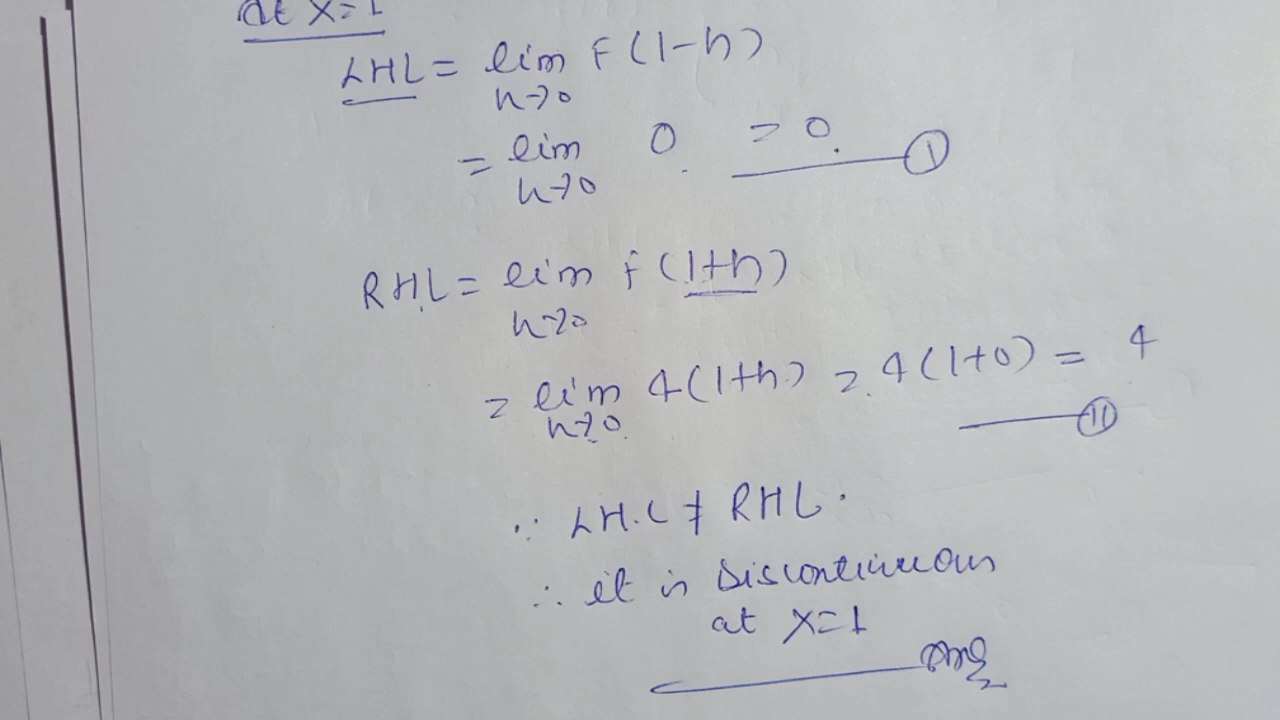 at x=1
LHL = lim f(1-h)
h→0
= lim 0 = 0. ①
h→0
RHL = lim f(1+h)
h→0
= lim 4(1+h) = 4(1+0) = 4
h→0 ⑪
∵ LHL ≠ RHL.
∴ it is Discontinuous
at x=1
Ans